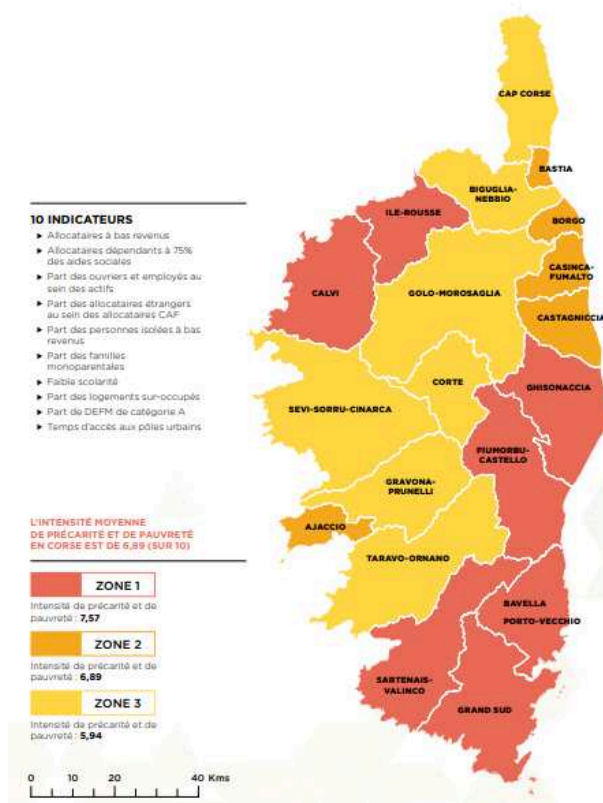 CAP CORSE
BASTIA
BIGUGLIA-
NEBBIO
ILE-ROUSSE
BORGO
CASINCA-
FUMALTO
CALVI
GOLO-MOROSAGLIA
CASTAGNICCIA
GHISONACCIA
CORTE
SEVI-SORRU-CINARCA
FIUMORBU-
CASTELLO
GRAVONA-
PRUNELLI
AJACCIO
TARAVO-ORNANO
BAVELLA
PORTO-VECCHIO
SARTENAIS-
VALINCO
GRAND SUD
10 INDICATEURS
Allocataires à bas revenus
Allocataires dépendants à 75%
des aides sociales
Part des ouvriers et employés au
sein des actifs
Part des allocataires étrangers
au sein des allocataires CAF
Part des personnes isolées à bas
revenus
Part des familles
monoparentales
Faible scolarité
Part des logements sur-occupés
Part de DEFM de catégorie A
Temps d'accès aux pôles urbains
L'INTENSITÉ MOYENNE
DE PRÉCARITÉ ET DE PAUVRETÉ
EN CORSE EST DE 6,89 (SUR 10)
ZONE 1
Intensité de précarité et de
pauvreté : 7,57
ZONE 2
Intensité de précarité et de
pauvreté : 6,89
ZONE 3
Intensité de précarité et de
pauvreté : 5,94
0 10 20 40 Kms